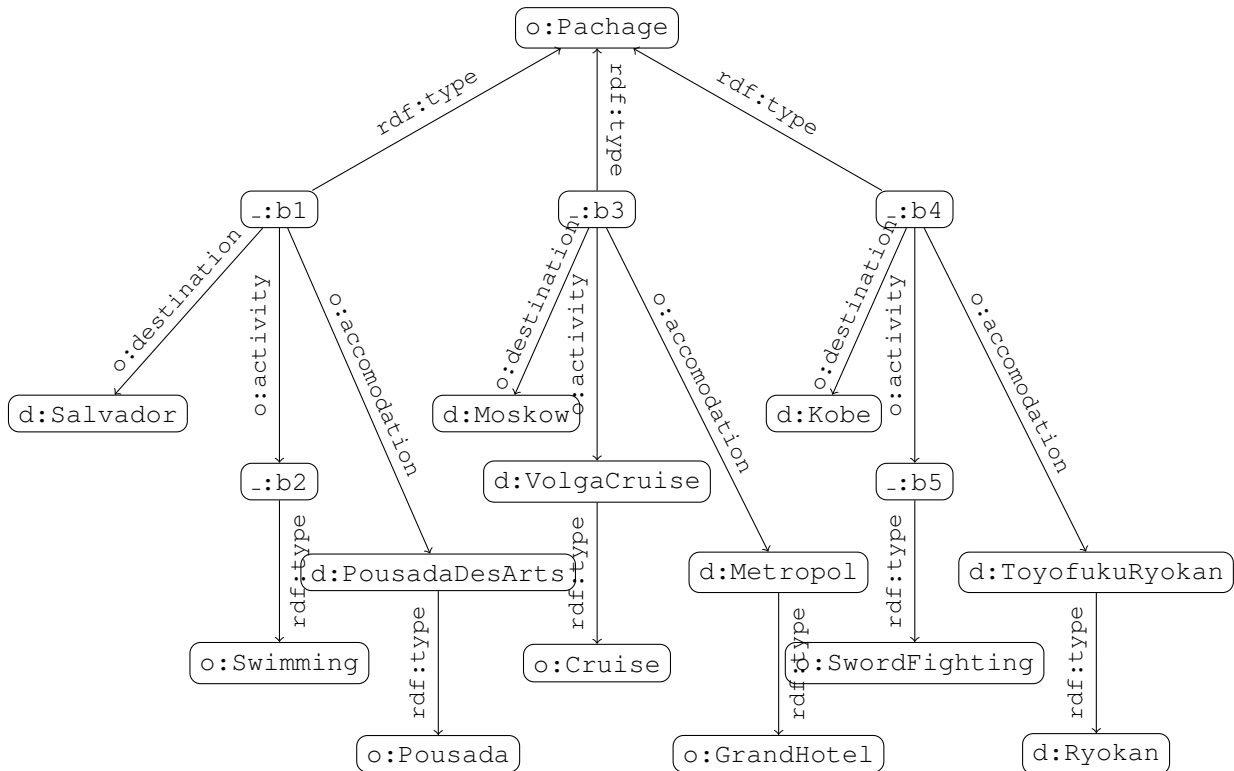 o:Pachage
rdf:type
rdf:type
rdf:type
_:b1
_:b3
_:b4
o:destination
o:activity
o:accomodation
o:destination
o:activity
o:accomodation
o:destination
o:activity
o:accomodation
d:Salvador
d:Moskow
d:Kobe
_:b2
d:VolgaCruise
_:b5
rdf:type
d:PousadaDesArts
rdf:type
d:Metropol
rdf:type
d:ToyofukuRyokan
o:Swimming
rdf:type
o:Cruise
rdf:type
o:SwordFighting
rdf:type
o:Pousada
o:GrandHotel
d:Ryokan